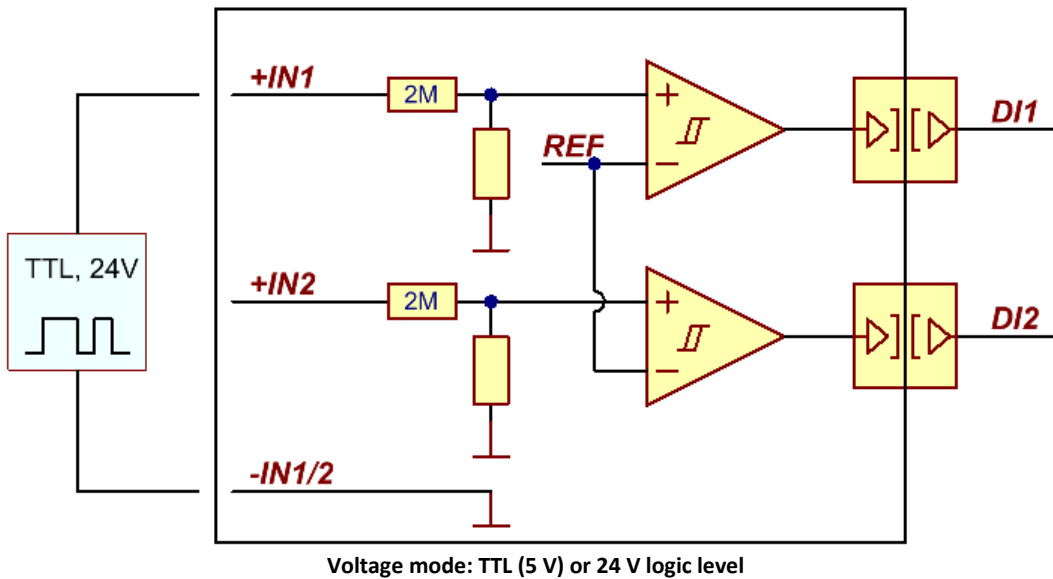 +IN1
2M
REF
DI1
TTL, 24V
+IN2
2M
DI2
-IN1/2
Voltage mode: TTL (5 V) or 24 V logic level